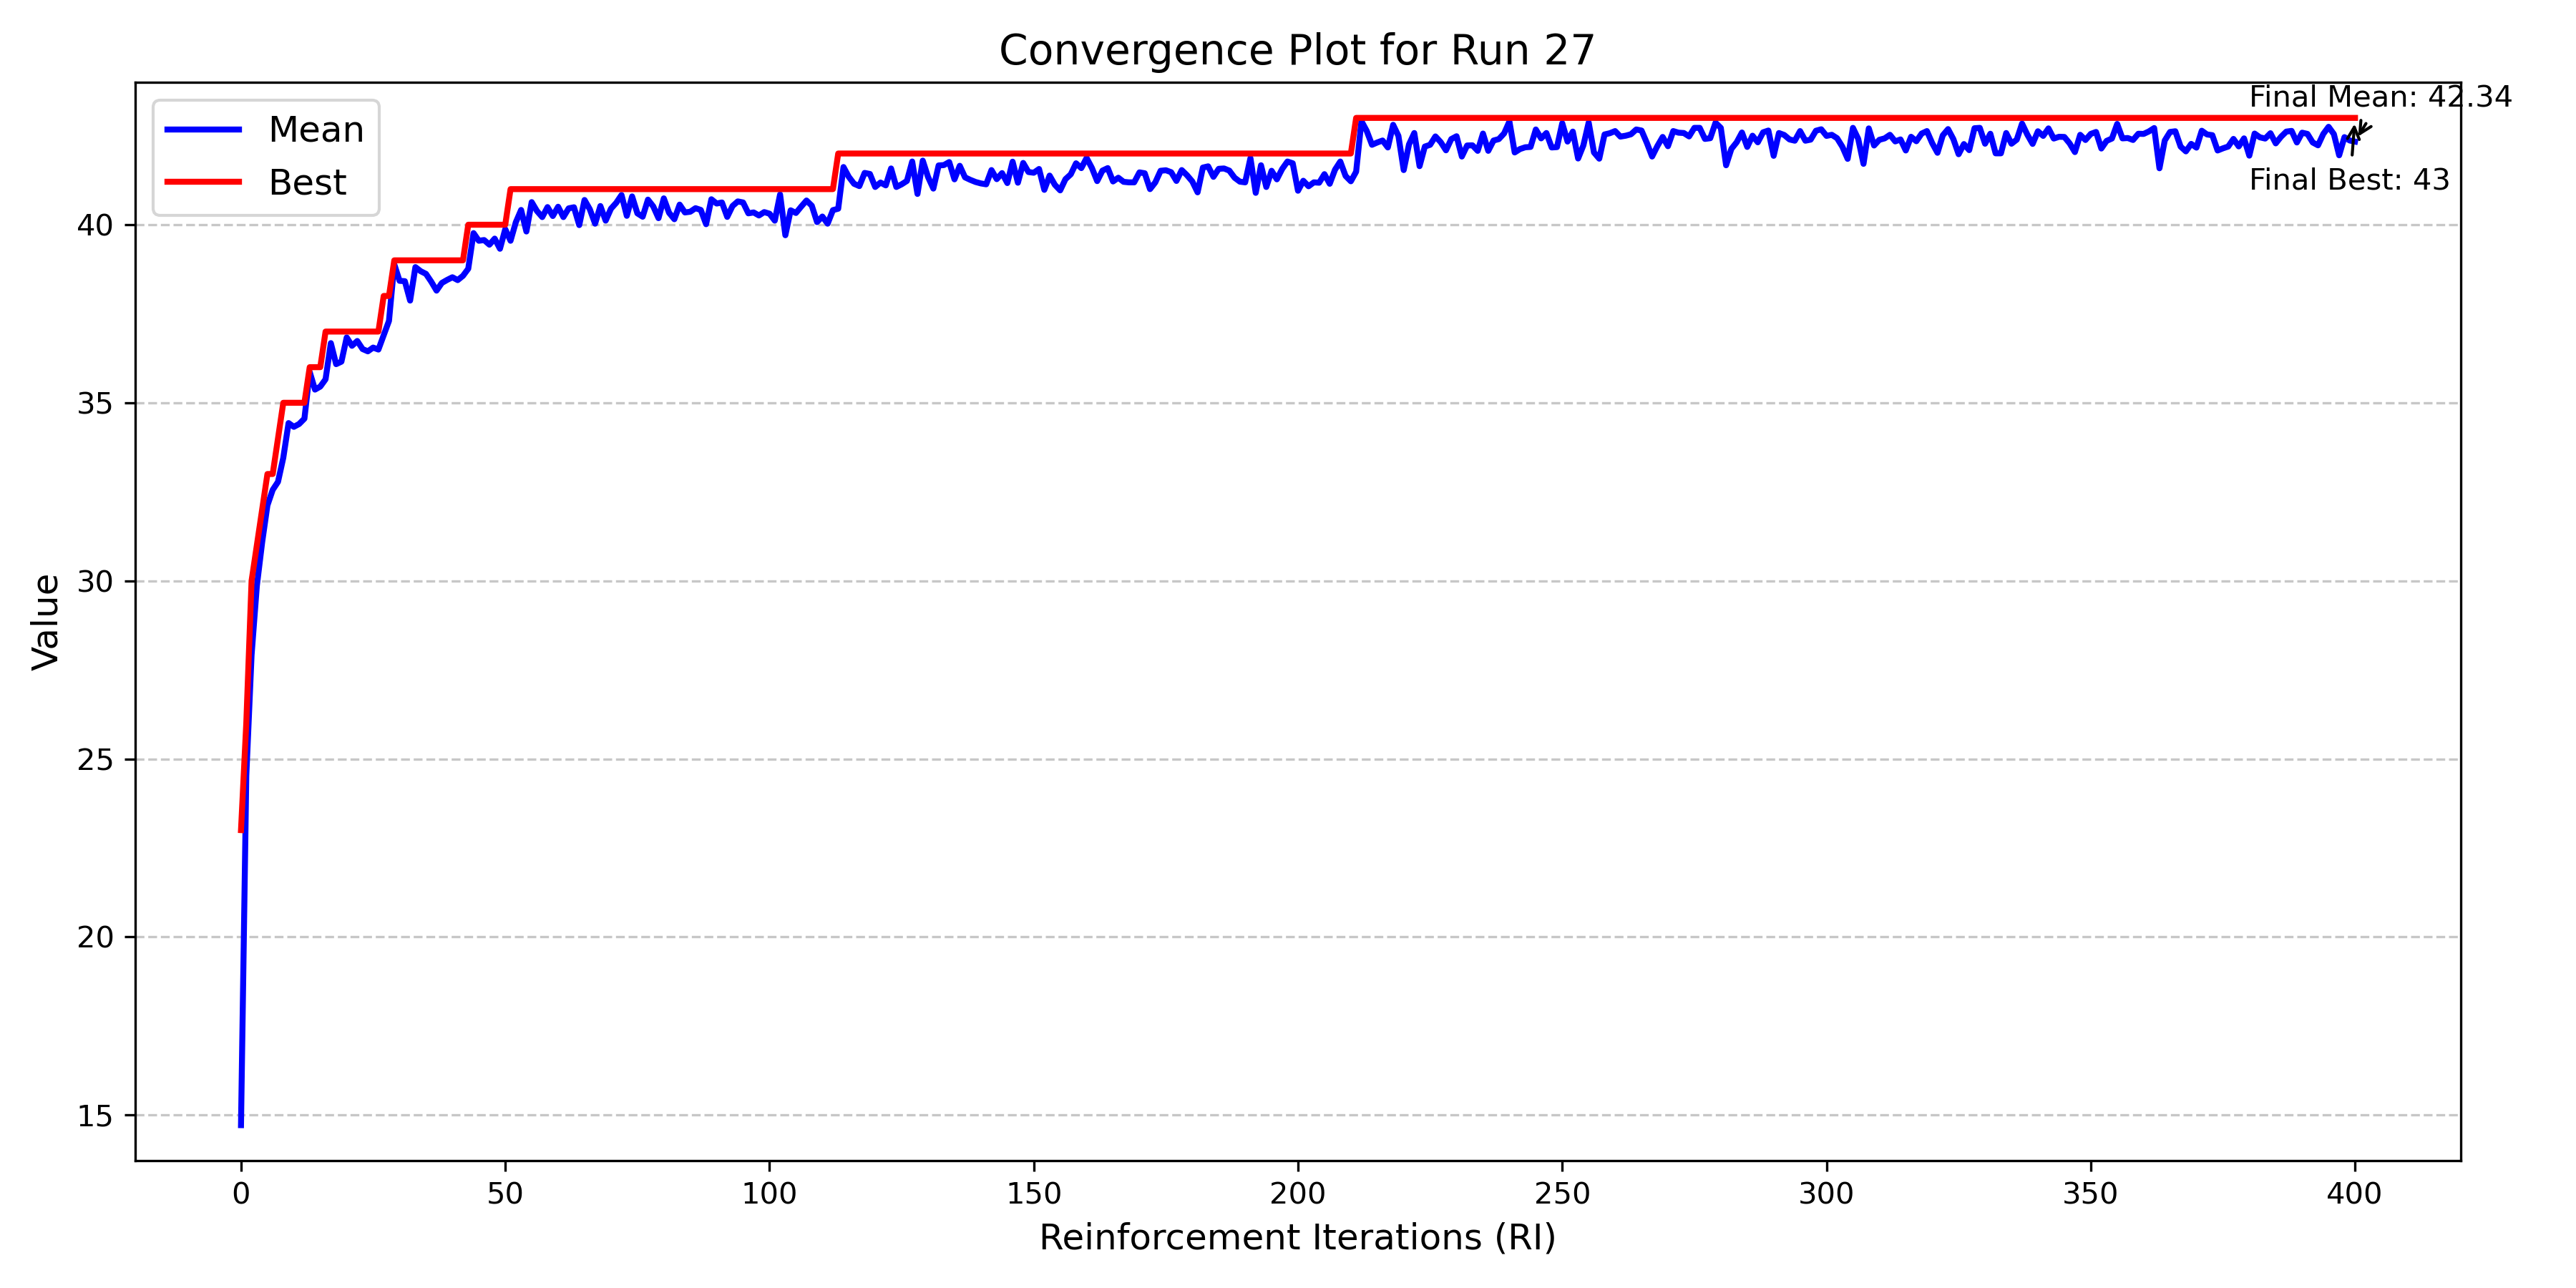 Convergence Plot for Run 27
Mean
Best
Final Mean: 42.34
Final Best: 43
40
35
30
25
20
15
Value
0 50 100 150 200 250 300 350 400
Reinforcement Iterations (RI)